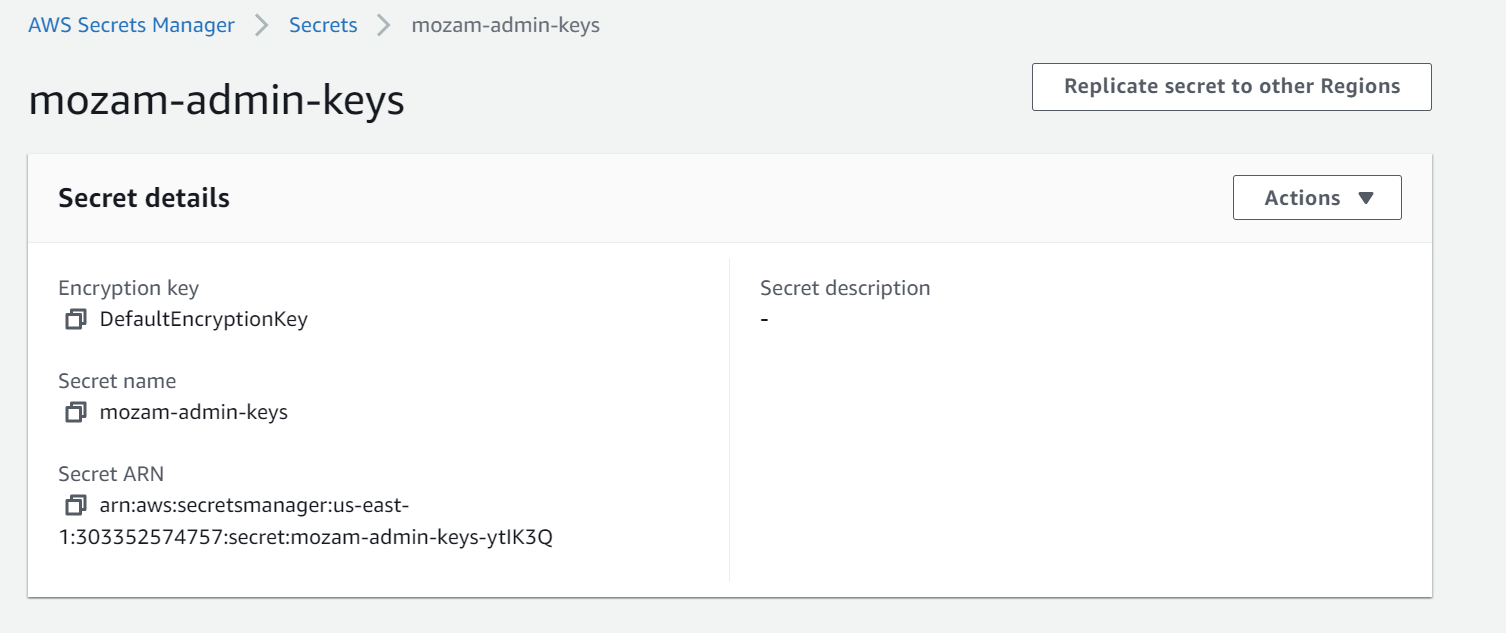 AWS Secrets Manager > Secrets > mozam-admin-keys
mozam-admin-keys
Replicate secret to other Regions
Secret details
Actions ▼
Encryption key
DefaultEncryptionKey
Secret name
mozam-admin-keys
Secret ARN
arn:aws:secretsmanager:us-east-
1:303352574757:secret:mozam-admin-keys-ytIK3Q
Secret description
-